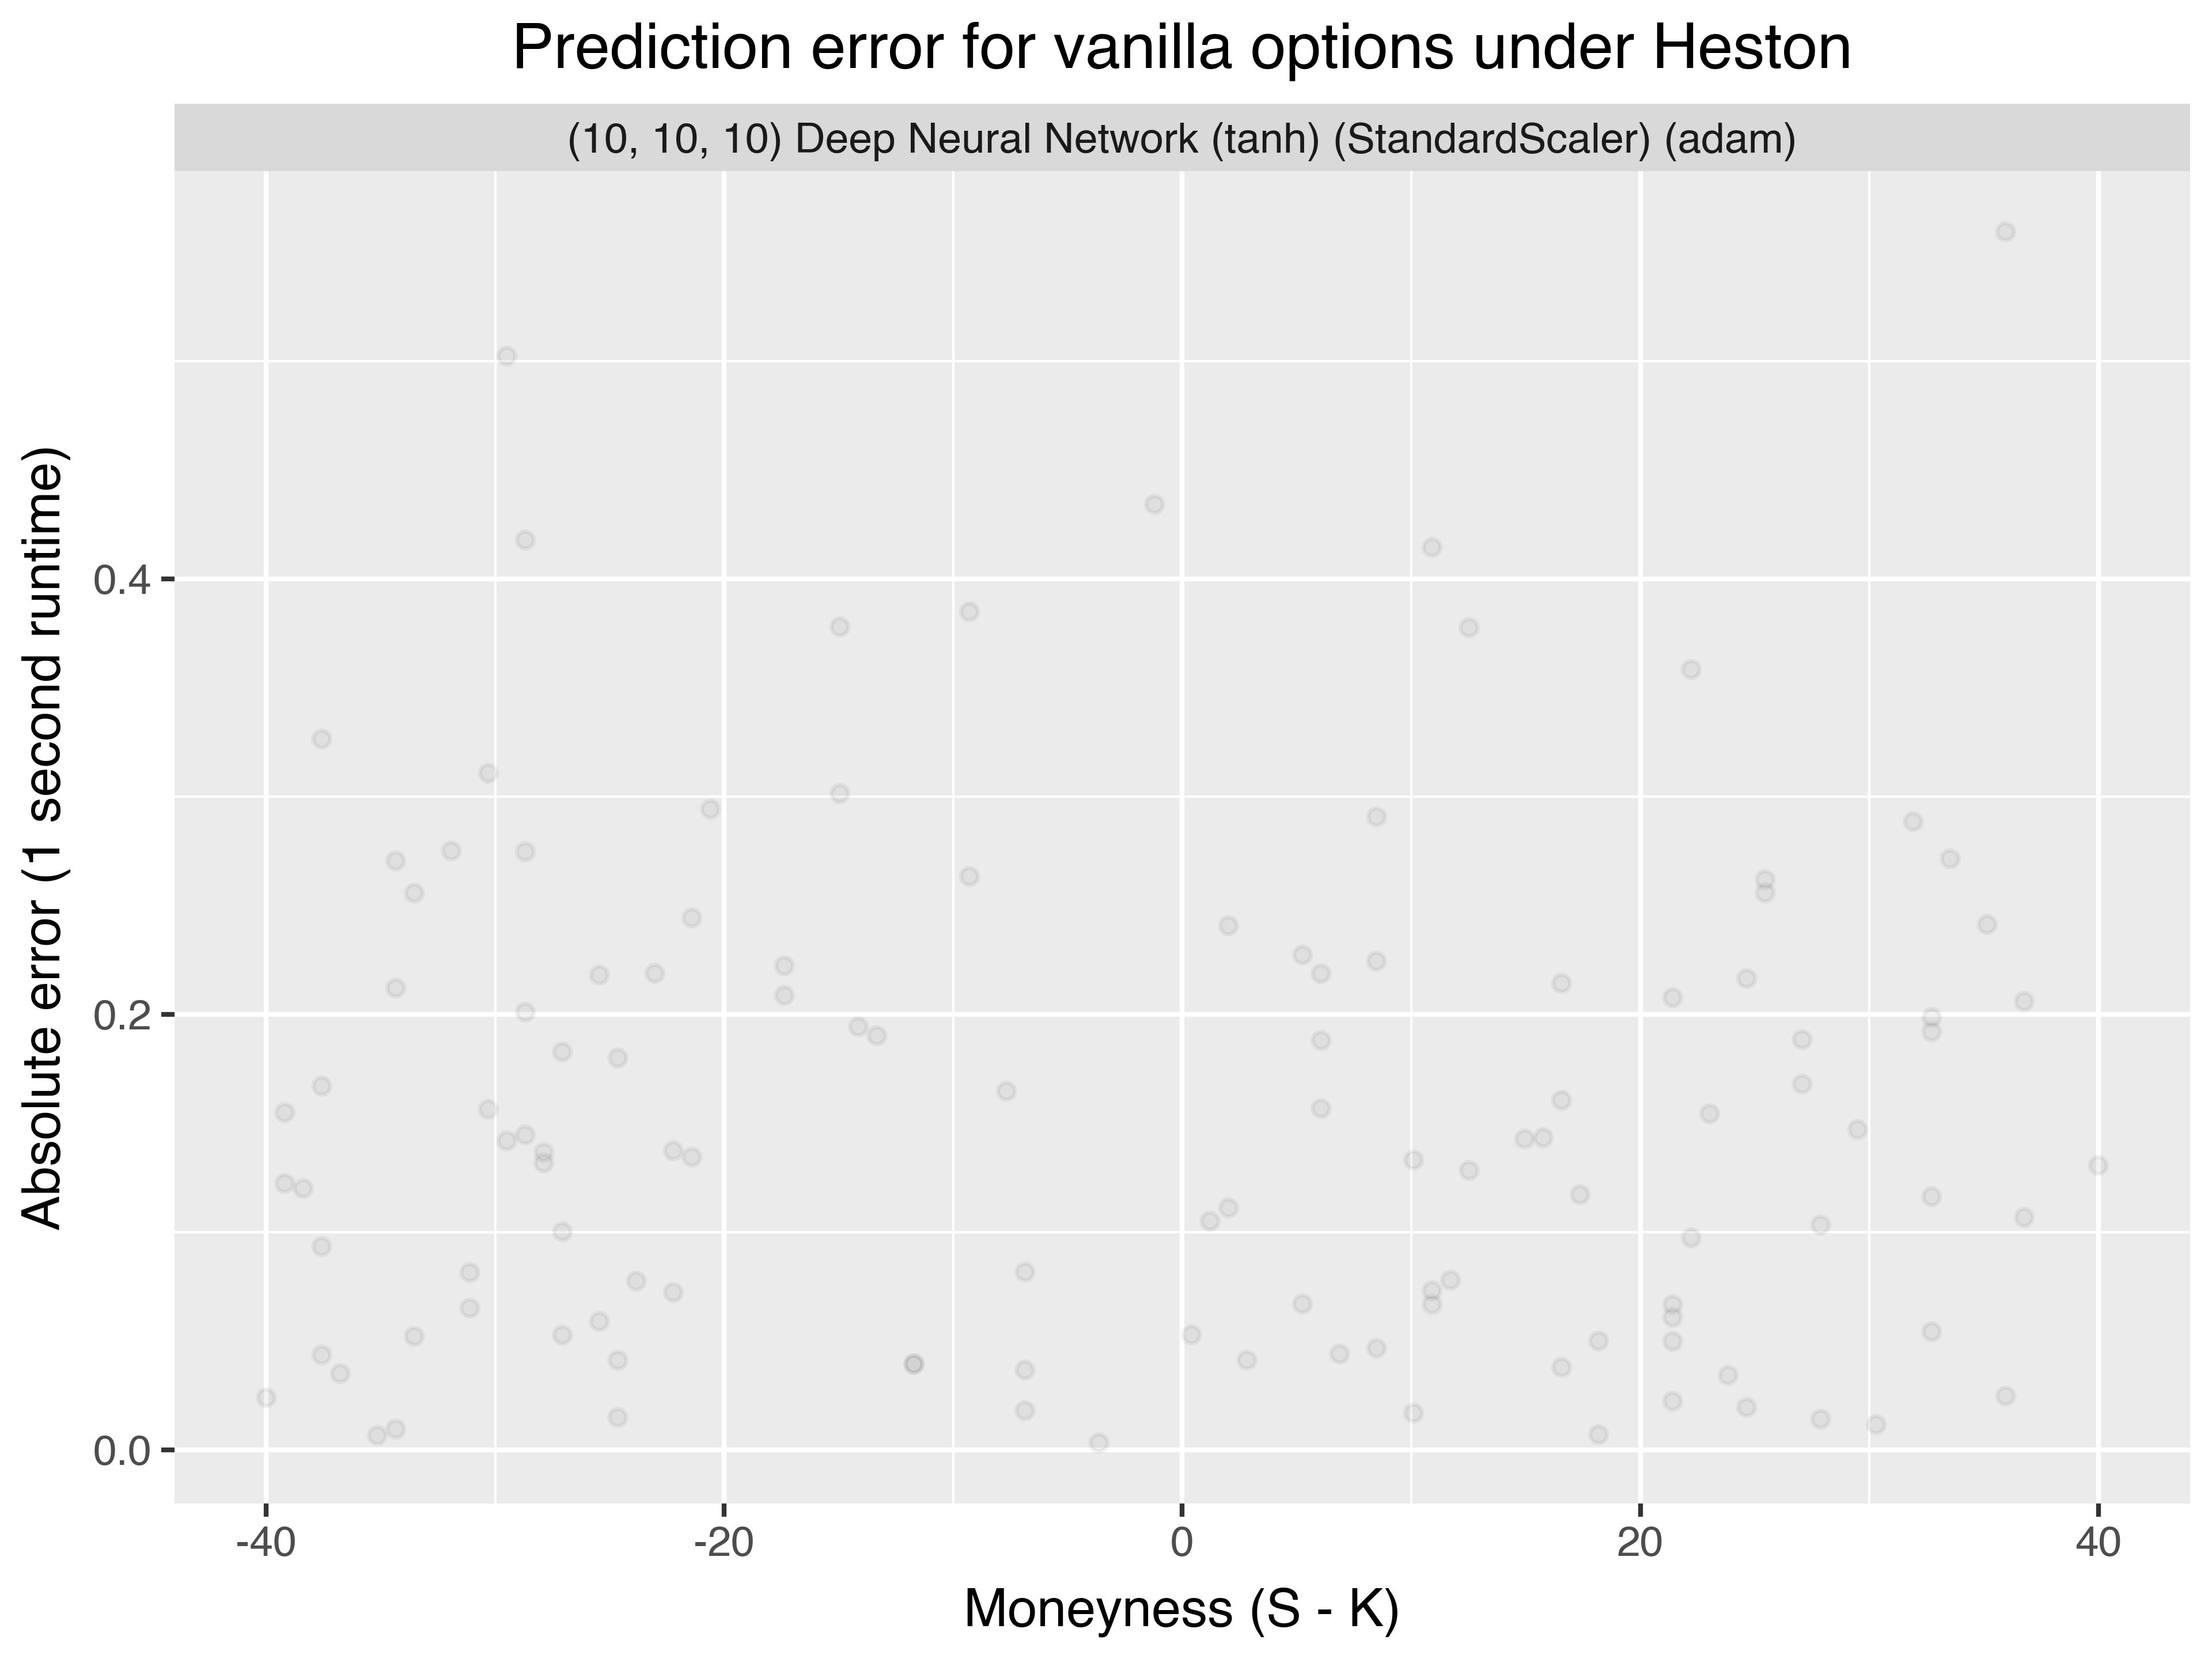 Prediction error for vanilla options under Heston
(10, 10, 10) Deep Neural Network (tanh) (StandardScaler) (adam)
Absolute error (1 second runtime)
0.4
0.2
0.0
-40 -20 0 20 40
Moneyness (S - K)